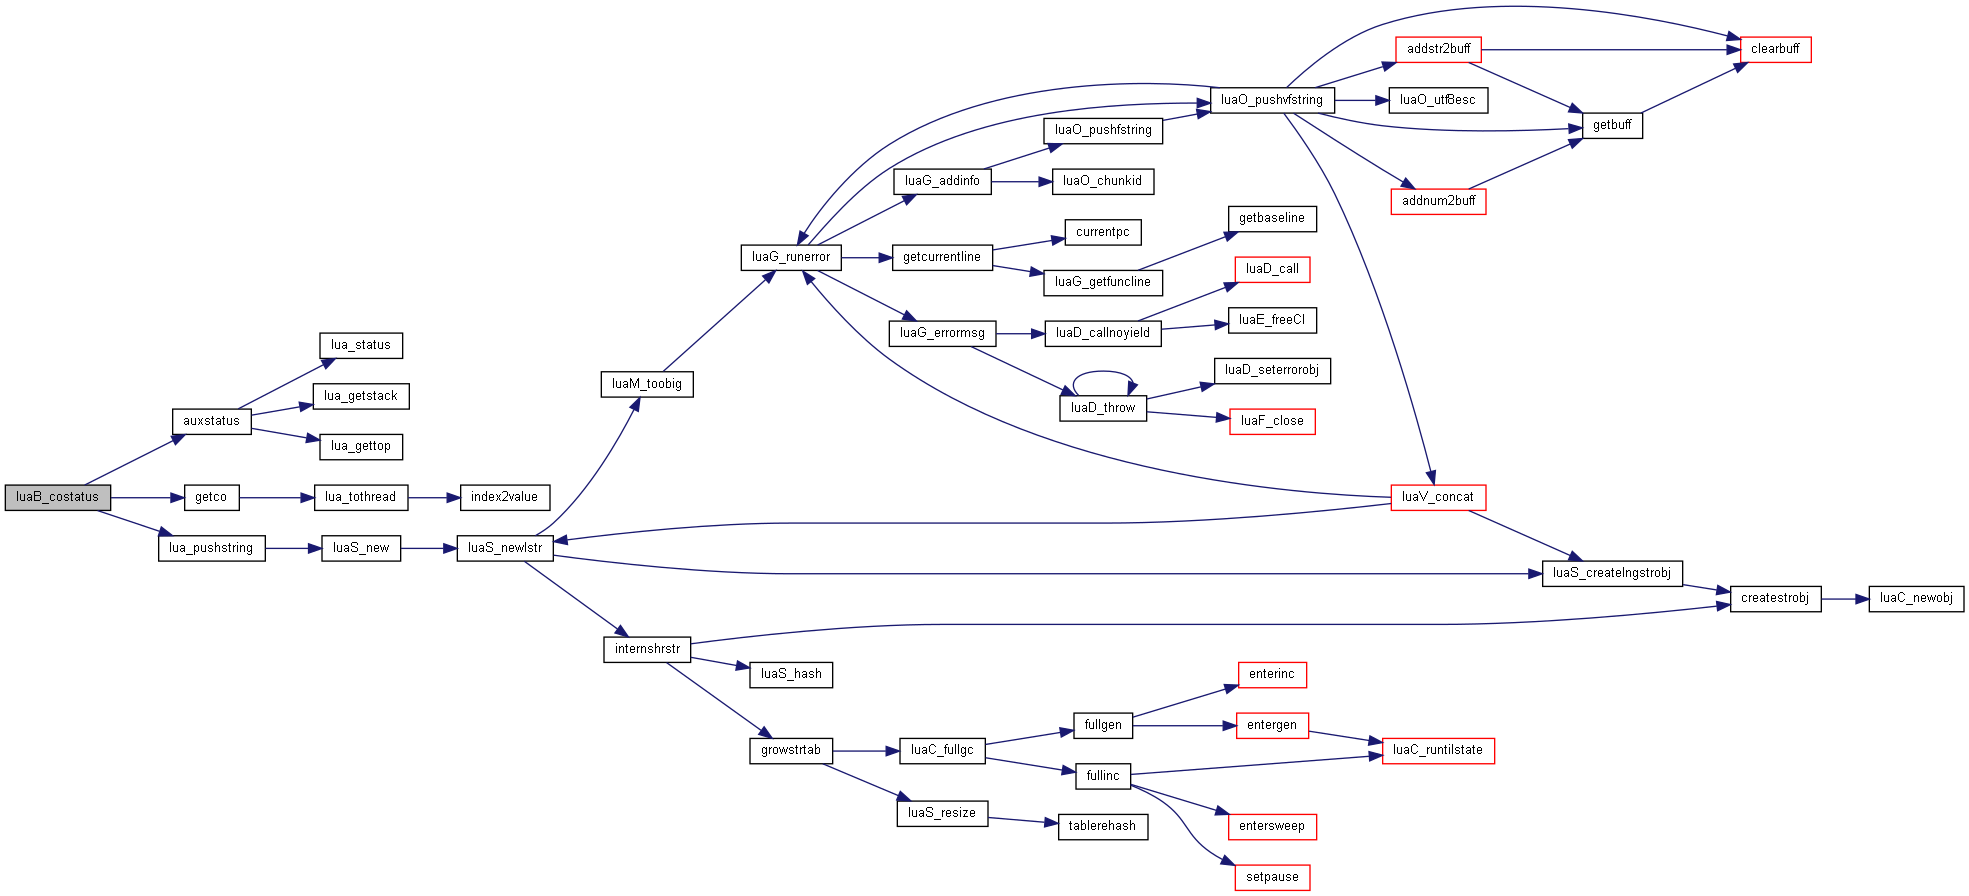 luaB_costatus
auxstatus
lua_status
lua_getstack
lua_gettop
getco
lua_tothread
index2value
lua_pushstring
luaS_new
luaS_newlstr
luaM_toobig
luaG_runerror
luaG_addinfo
luaO_pushfstring
luaO_chunkid
luaO_pushvfstring
addstr2buff
clearbuff
luaO_utf8esc
getbuff
addnum2buff
getcurrentline
currentpc
luaG_getfuncline
getbaseline
luaG_errormsg
luaD_callnoyield
luaD_call
luaE_freeCI
luaD_throw
luaD_seterrorobj
luaF_close
luaV_concat
luaS_createlngstrobj
createstrobj
luaC_newobj
internshrstr
luaS_hash
growstrtab
luaC_fullgc
fullgen
enterinc
entergen
luaC_runtilstate
fullinc
entersweep
setpause
luaS_resize
tablerehash